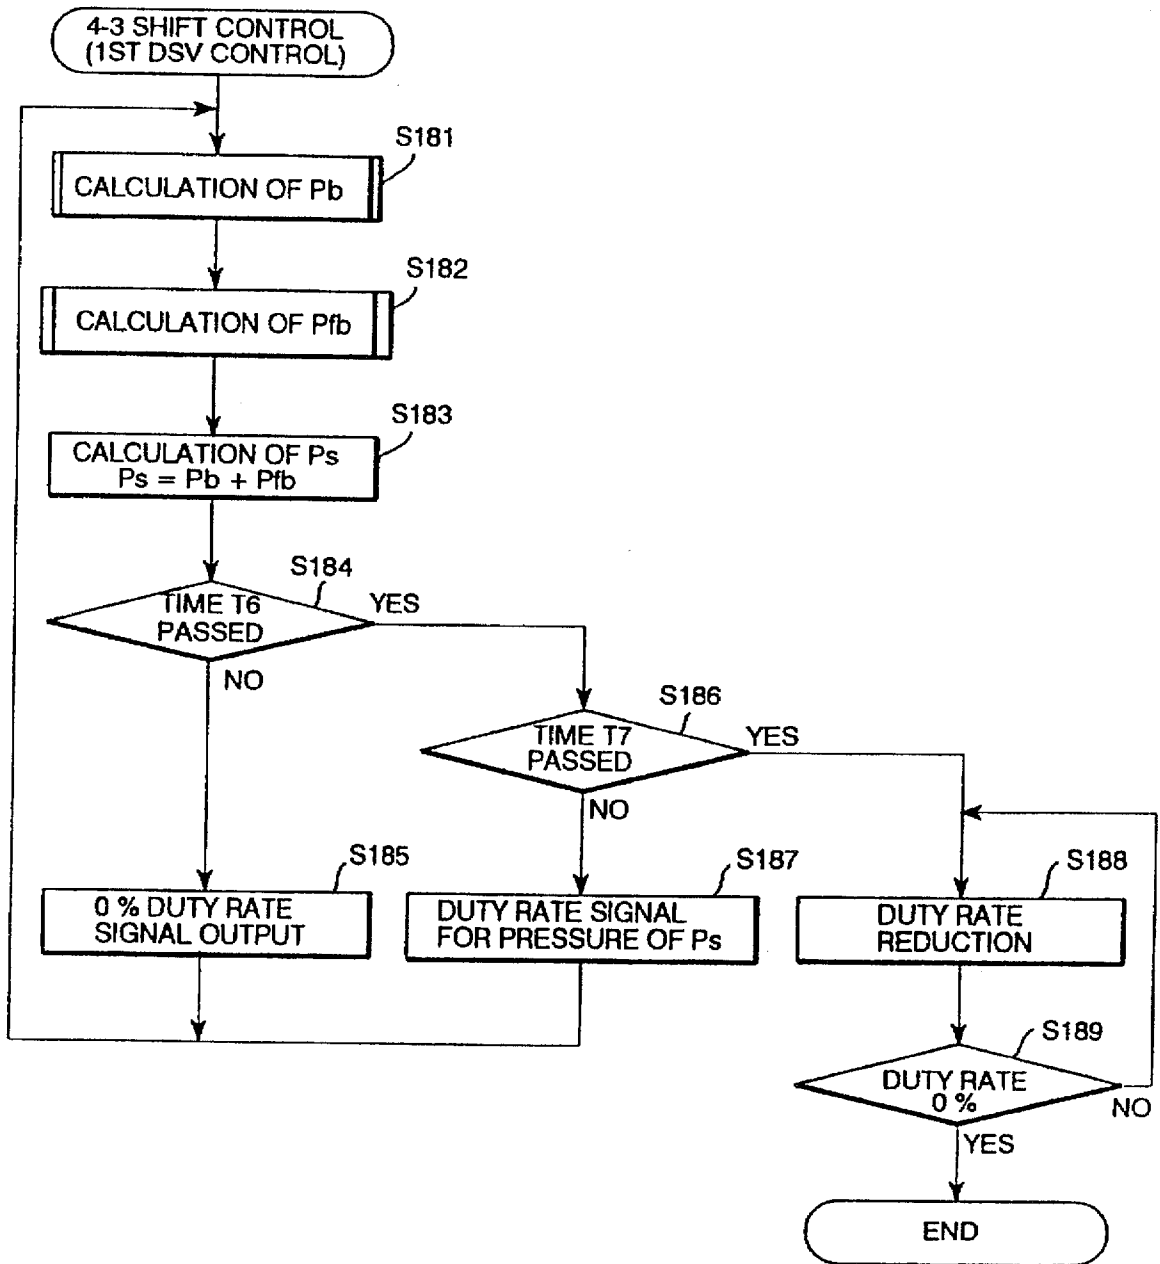 4-3 SHIFT CONTROL
(1ST DSV CONTROL)
S181
CALCULATION OF Pb
S182
CALCULATION OF Pfb
S183
CALCULATION OF Ps
Ps = Pb + Pfb
S184
TIME T6
PASSED
YES
NO
S186
TIME T7
PASSED
YES
NO
S185
0 % DUTY RATE
SIGNAL OUTPUT
S187
DUTY RATE SIGNAL
FOR PRESSURE OF Ps
S188
DUTY RATE
REDUCTION
S189
DUTY RATE
0 %
NO
YES
END